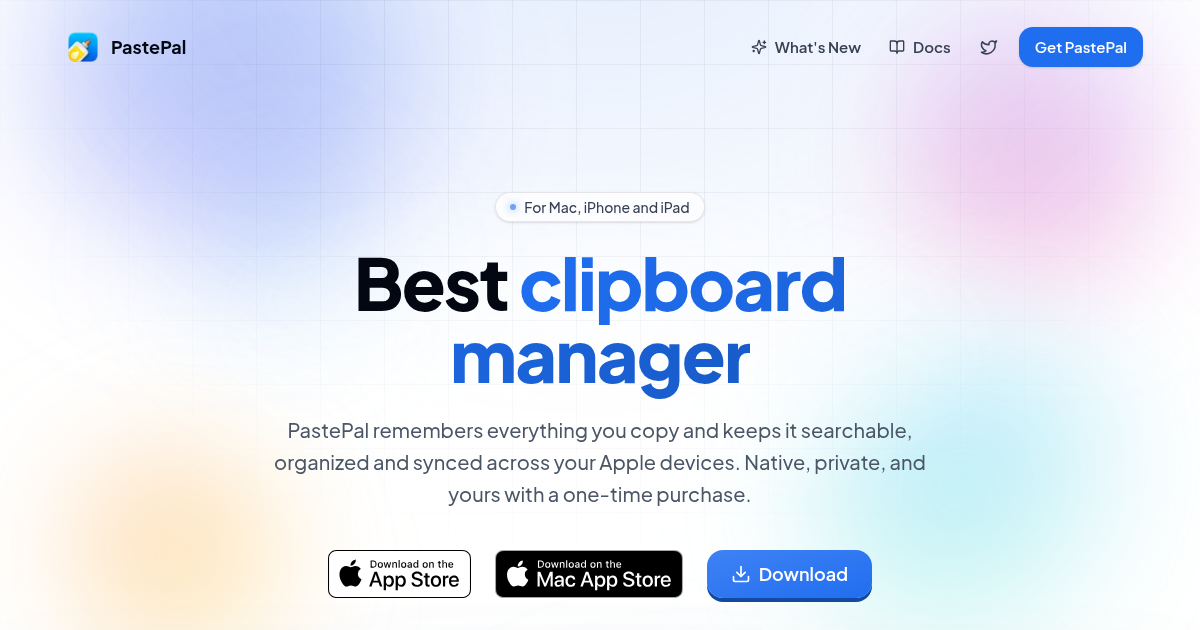 PastePal
What's New
Docs
Get PastePal
For Mac, iPhone and iPad
Best clipboard
manager
PastePal remembers everything you copy and keeps it searchable,
organized and synced across your Apple devices. Native, private, and
yours with a one-time purchase.
Download on the
App Store
Download on the
Mac App Store
Download